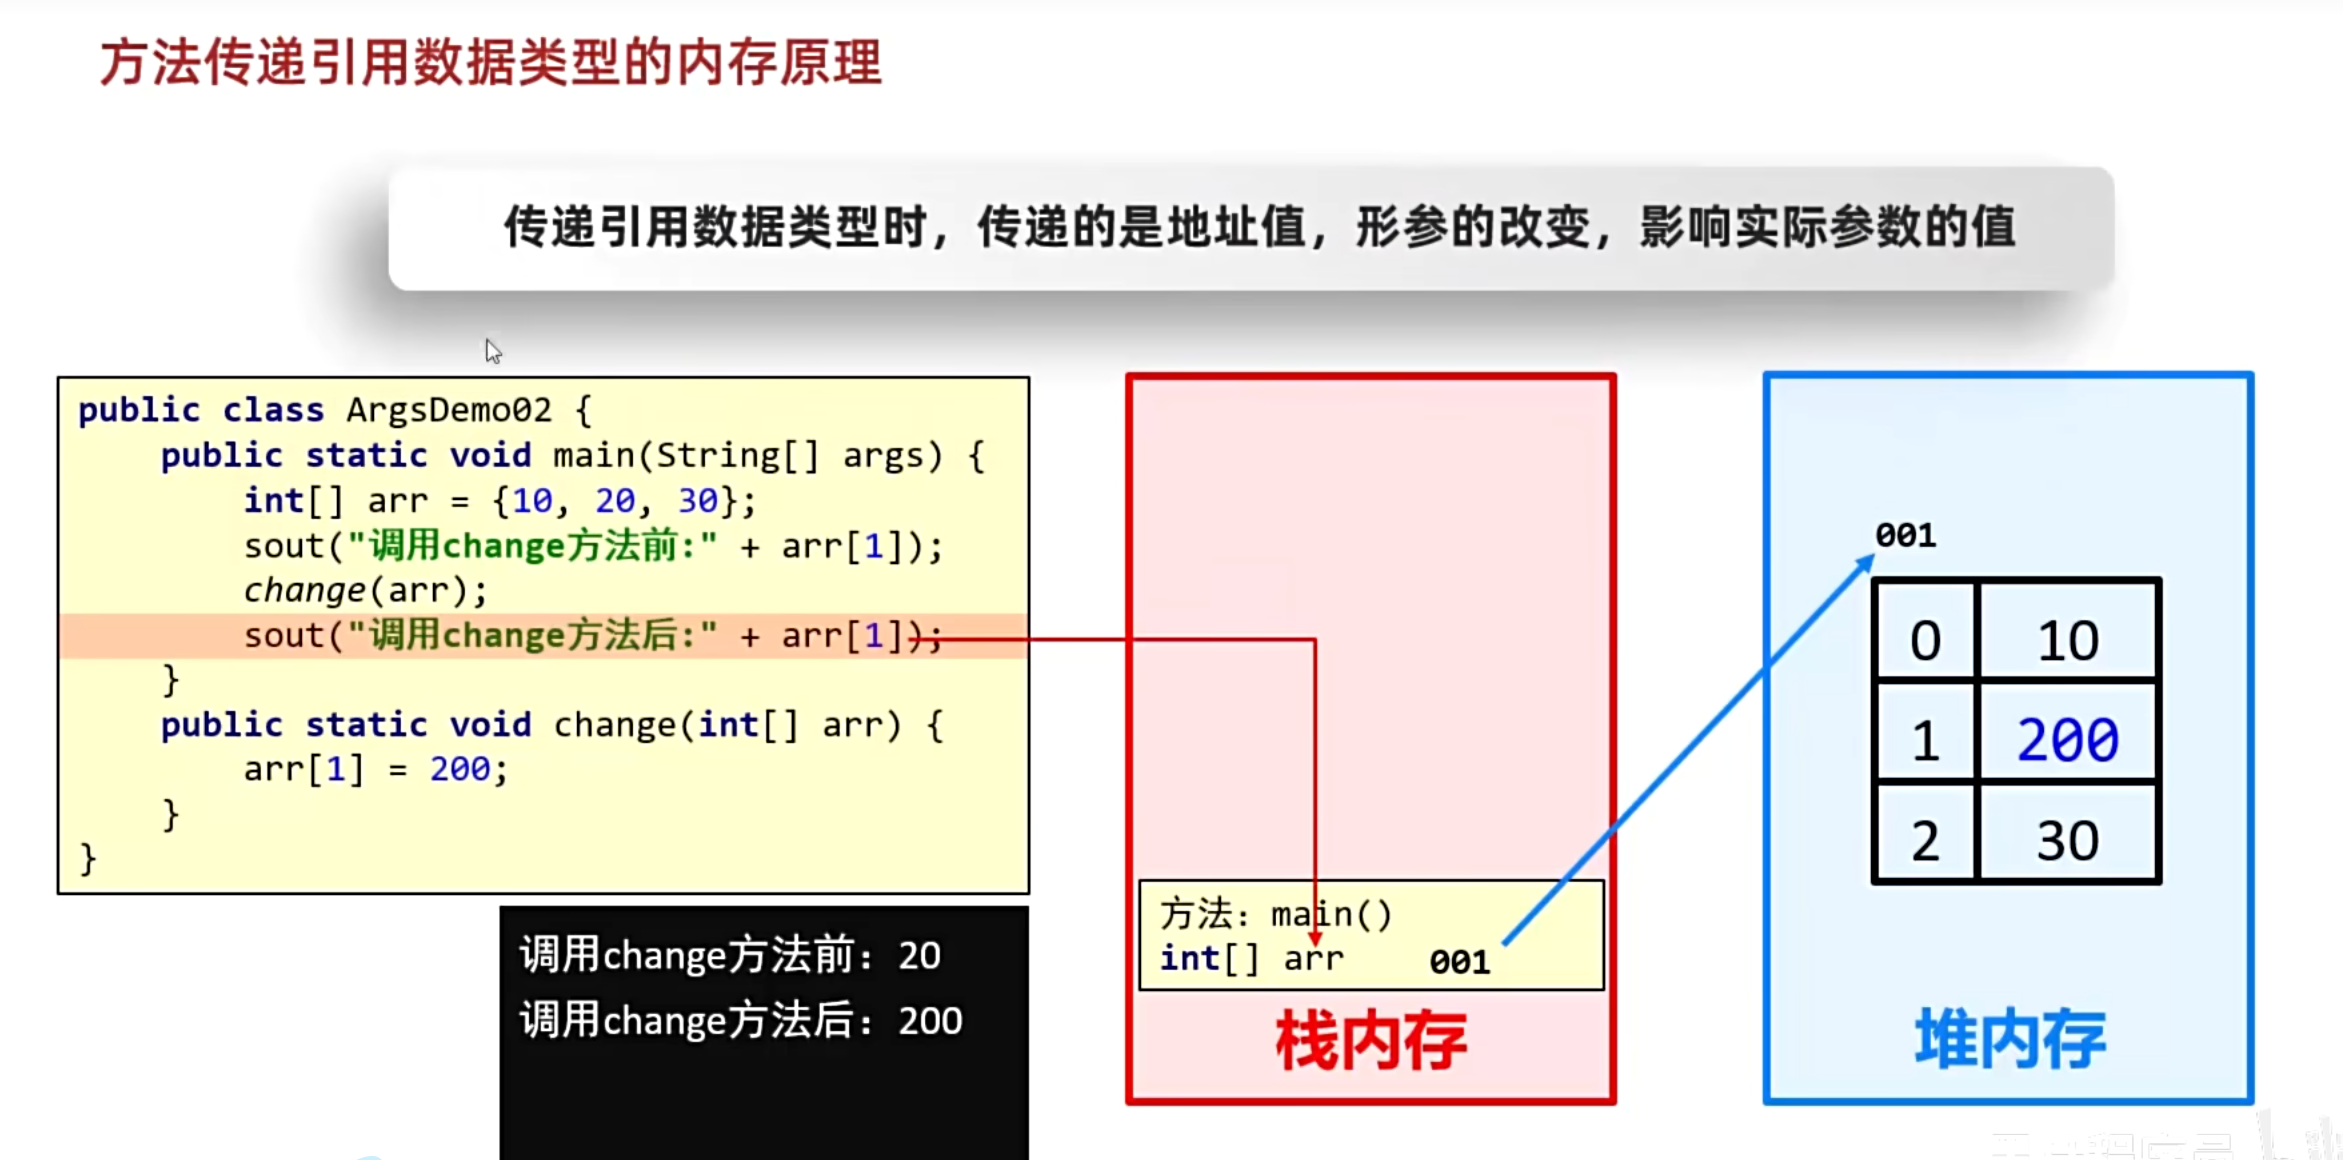 方法传递引用数据类型的内存原理
传递引用数据类型时，传递的是地址值，形参的改变，影响实际参数的值
public class ArgsDemo02 {
    public static void main(String[] args) {
        int[] arr = {10, 20, 30};
        sout("调用change方法前:" + arr[1]);
        change(arr);
        sout("调用change方法后:" + arr[1]);
    }
    public static void change(int[] arr) {
        arr[1] = 200;
    }
}
调用change方法前：20
调用change方法后：200
方法：main()
int[] arr 001
栈内存
001
0 10
1 200
2 30
堆内存